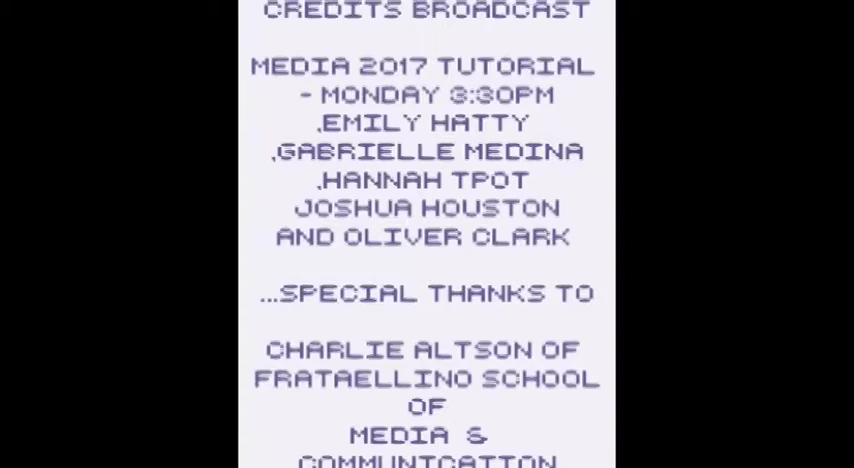 CREDITS BROADCAST
MEDIA 2017 TUTORIAL
- MONDAY 3:30PM
,EMILY HATTY
,GABRIELLE MEDINA
,HANNAH TPOT
JOSHUA HOUSTON
AND OLIVER CLARK
...SPECIAL THANKS TO
CHARLIE ALTSON OF
FRATAELLINO SCHOOL
OF
MEDIA &
COMMUNICATION